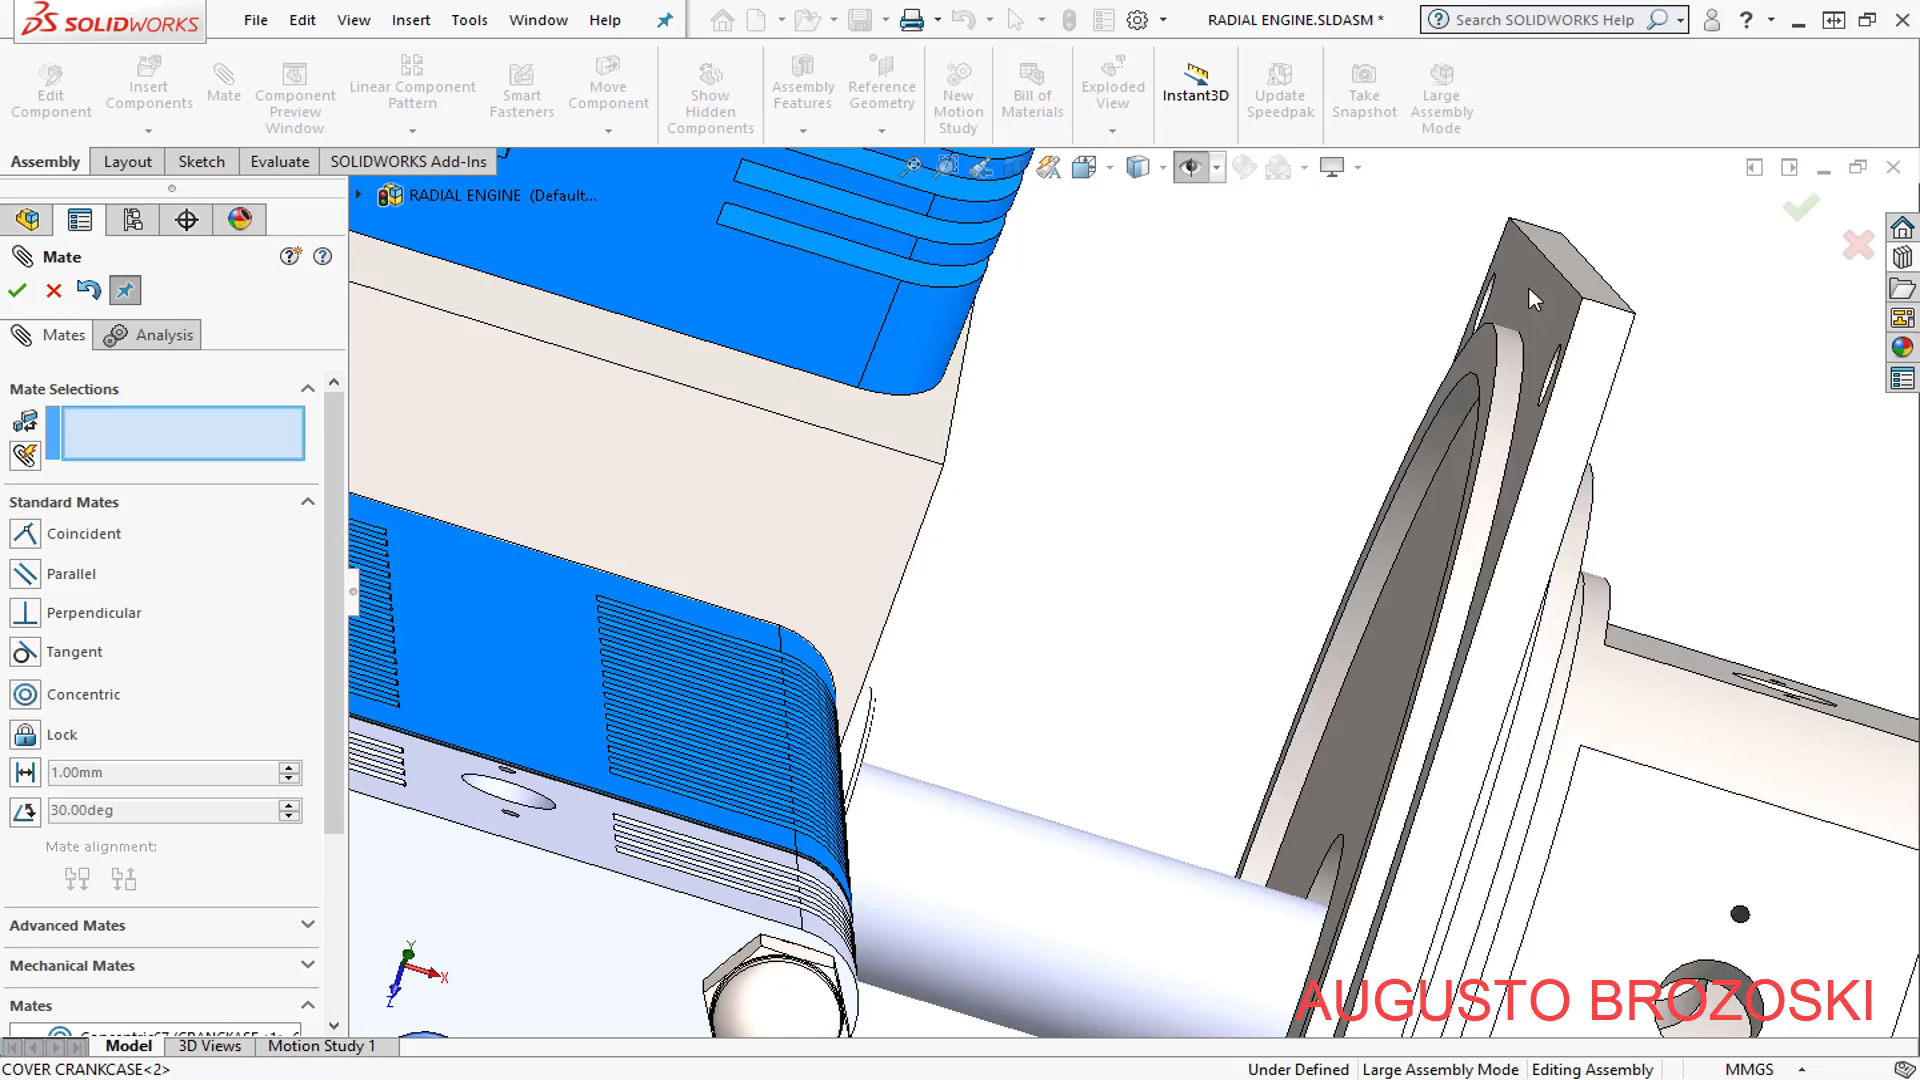 SOLIDWORKS
File Edit View Insert Tools Window Help
RADIAL ENGINE.SLDASM *
Search SOLIDWORKS Help
Edit Component
Insert Components
Mate
Component Preview Window
Linear Component Pattern
Smart Fasteners
Move Component
Show Hidden Components
Assembly Features
Reference Geometry
New Motion Study
Bill of Materials
Exploded View
Instant3D
Update Speedpak
Take Snapshot
Large Assembly Mode
Assembly Layout Sketch Evaluate SOLIDWORKS Add-Ins
RADIAL ENGINE (Default...
Mate
Mates Analysis
Mate Selections
Standard Mates
Coincident
Parallel
Perpendicular
Tangent
Concentric
Lock
1.00mm
30.00deg
Mate alignment:
Advanced Mates
Mechanical Mates
Mates
Y
X
Z
AUGUSTO BROZOSKI
Model 3D Views Motion Study 1
COVER CRANKCASE<2>
Under Defined Large Assembly Mode Editing Assembly MMGS